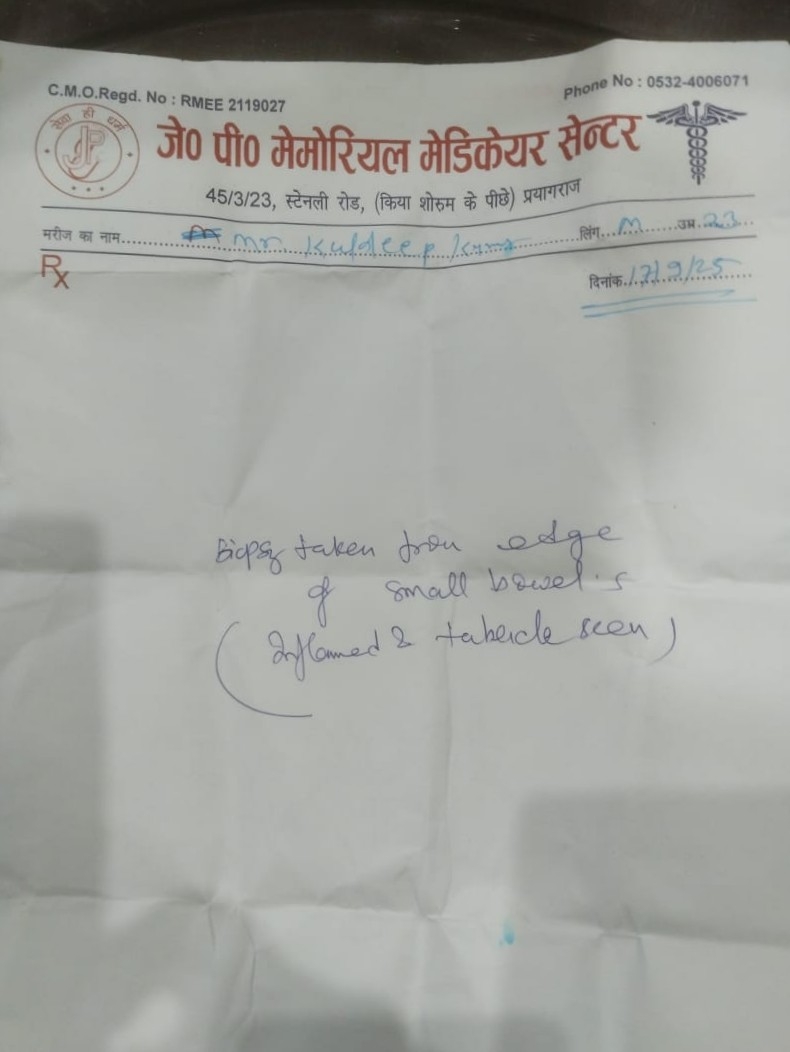 C.M.O.Regd. No : RMEE 2119027
Phone No : 0532-4006071
सेवा ही धर्म
JP
जे0 पी0 मेमोरियल मेडिकेयर सेन्टर
45/3/23, स्टेनली रोड, (किया शोरुम के पीछे) प्रयागराज
मरीज का नाम.......... Mr. Kuldeep ..........लिंग...M...उम्र.23...
Rx
दिनांक.17/9/25..........
Biopsy taken from edge
of small bowel
(Inflamed & tubercle seen)